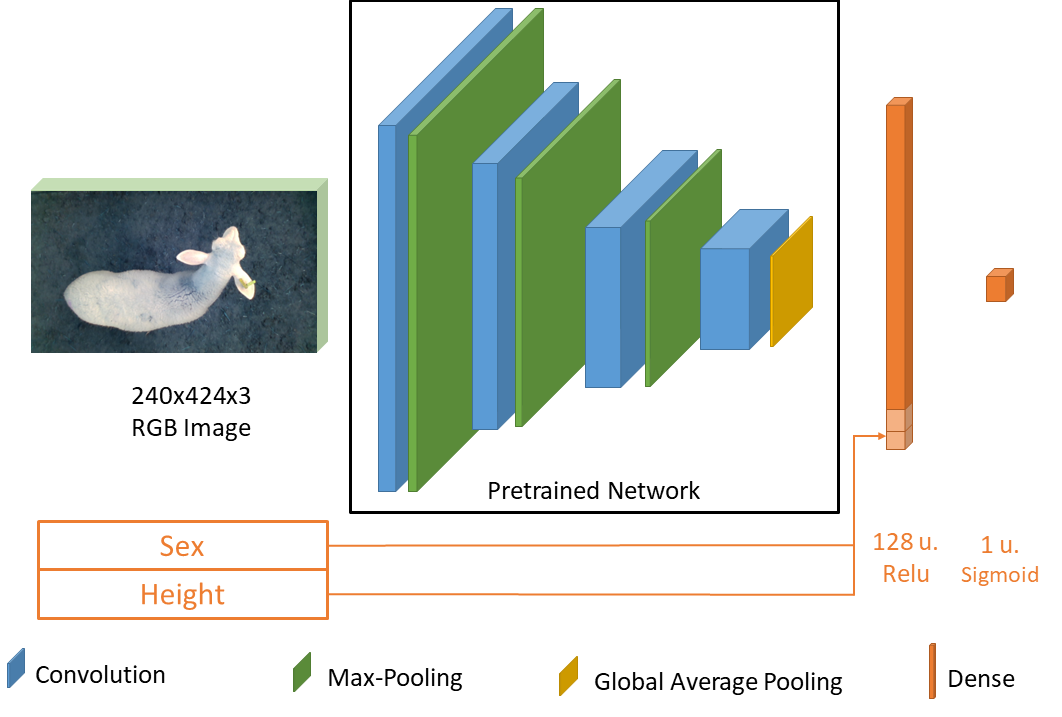 240x424x3
RGB Image
Pretrained Network
Sex
Height
128 u.
Relu
1 u.
Sigmoid
Convolution
Max-Pooling
Global Average Pooling
Dense